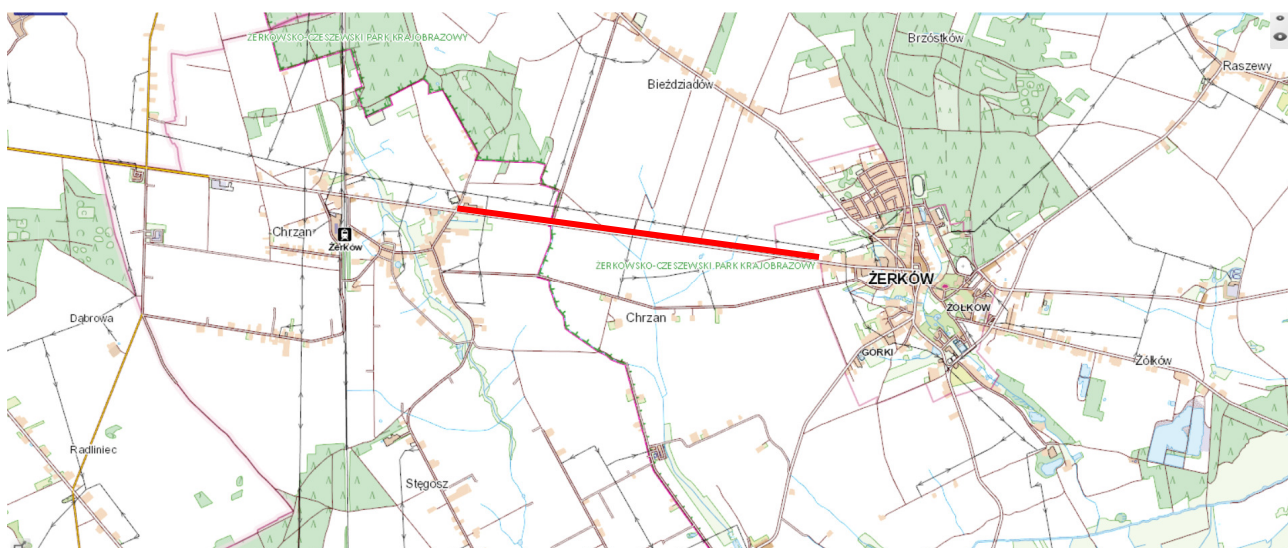 ŻERKOWSKO-CZESZEWSKI PARK KRAJOBRAZOWY
Brzóstków
Raszewy
Bieździadów
Chrzan
Żerków
ŻERKOWSKO-CZESZEWSKI PARK KRAJOBRAZOWY
ŻERKÓW
ŻÓŁKÓW
Dąbrowa
Chrzan
GÓRKI
Żółków
Radliniec
Stęgosz